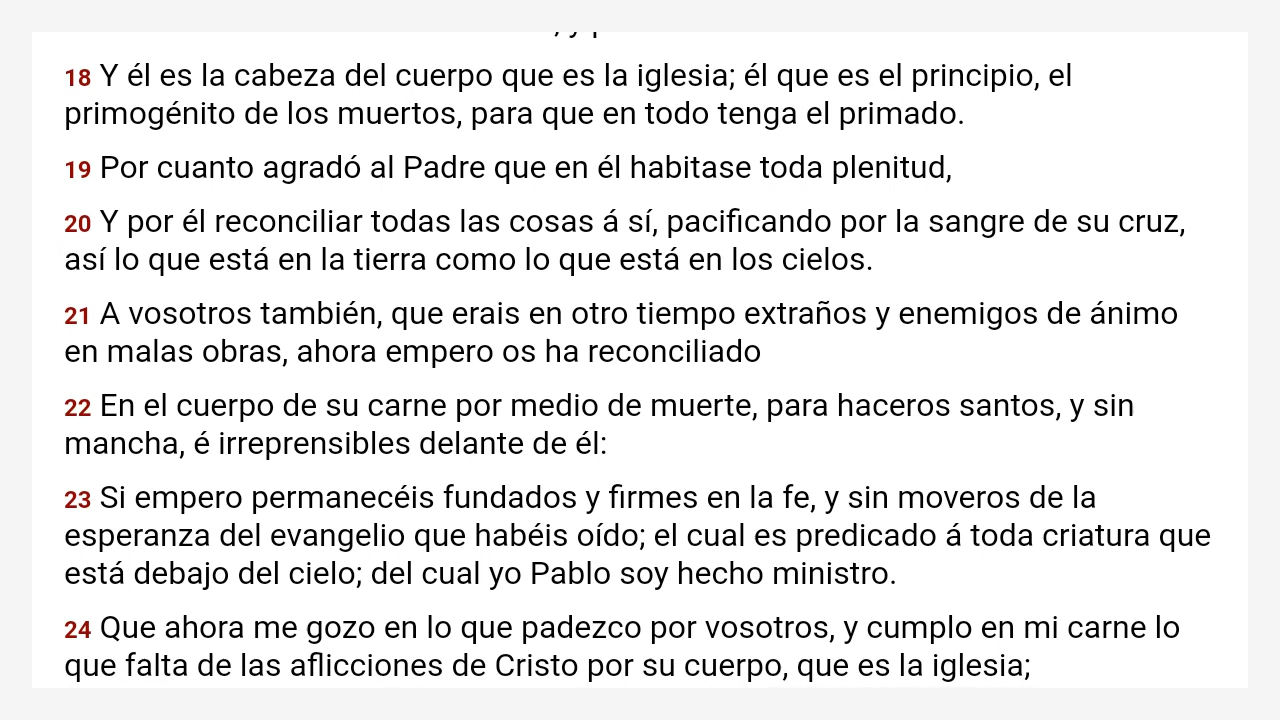 18 Y él es la cabeza del cuerpo que es la iglesia; él que es el principio, el
primogénito de los muertos, para que en todo tenga el primado.
19 Por cuanto agradó al Padre que en él habitase toda plenitud,
20 Y por él reconciliar todas las cosas á sí, pacificando por la sangre de su cruz,
así lo que está en la tierra como lo que está en los cielos.
21 A vosotros también, que erais en otro tiempo extraños y enemigos de ánimo
en malas obras, ahora empero os ha reconciliado
22 En el cuerpo de su carne por medio de muerte, para haceros santos, y sin
mancha, é irreprensibles delante de él:
23 Si empero permanecéis fundados y firmes en la fe, y sin moveros de la
esperanza del evangelio que habéis oído; el cual es predicado á toda criatura que
está debajo del cielo; del cual yo Pablo soy hecho ministro.
24 Que ahora me gozo en lo que padezco por vosotros, y cumplo en mi carne lo
que falta de las aflicciones de Cristo por su cuerpo, que es la iglesia;